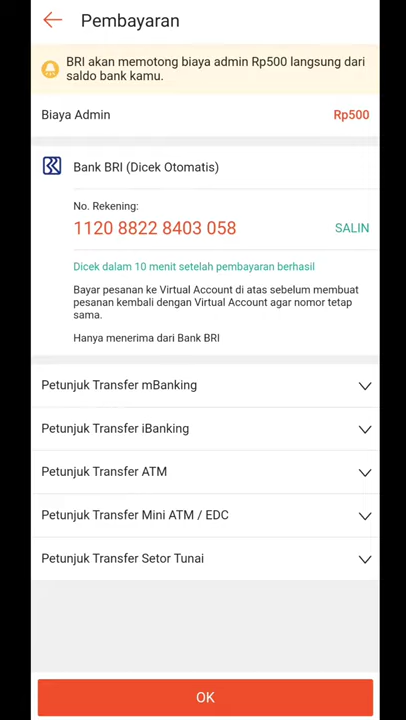 Pembayaran
BRI akan memotong biaya admin Rp500 langsung dari
saldo bank kamu.
Biaya Admin Rp500
Bank BRI (Dicek Otomatis)
No. Rekening:
1120 8822 8403 058 SALIN
Dicek dalam 10 menit setelah pembayaran berhasil
Bayar pesanan ke Virtual Account di atas sebelum membuat
pesanan kembali dengan Virtual Account agar nomor tetap
sama.
Hanya menerima dari Bank BRI
Petunjuk Transfer mBanking
Petunjuk Transfer iBanking
Petunjuk Transfer ATM
Petunjuk Transfer Mini ATM / EDC
Petunjuk Transfer Setor Tunai
OK